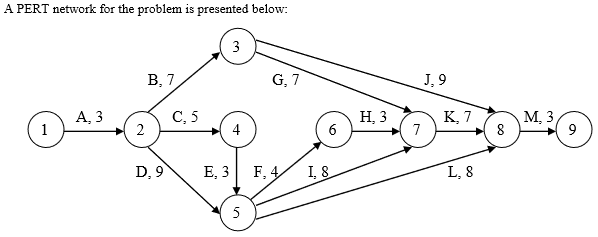 A PERT network for the problem is presented below:
3
B, 7
G, 7
J, 9
A, 3
C, 5
H, 3
K, 7
M, 3
1
2
4
6
7
8
9
D, 9
E, 3
F, 4
I, 8
L, 8
5